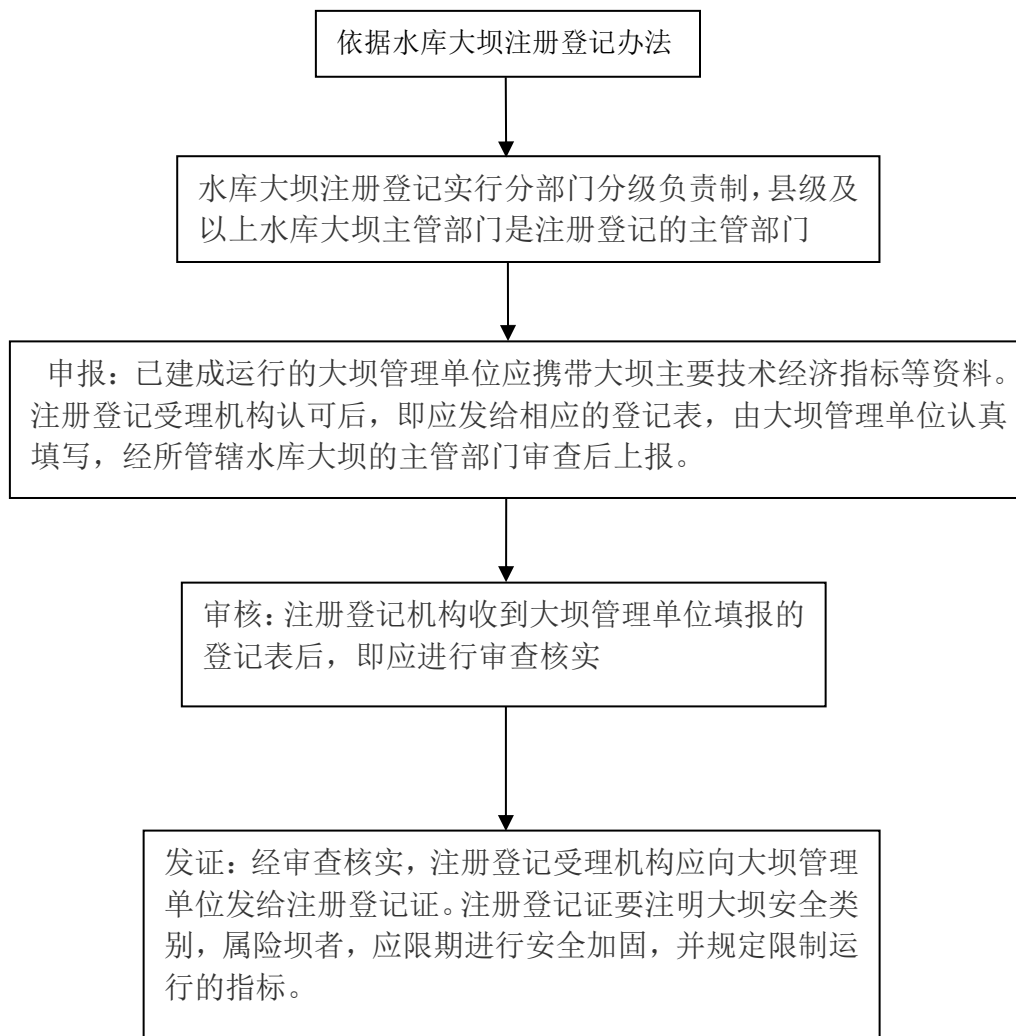 依据水库大坝注册登记办法
水库大坝注册登记实行分部门分级负责制，县级及
以上水库大坝主管部门是注册登记的主管部门
申报：已建成运行的大坝管理单位应携带大坝主要技术经济指标等资料。
注册登记受理机构认可后，即应发给相应的登记表，由大坝管理单位认真
填写，经所管辖水库大坝的主管部门审查后上报。
审核：注册登记机构收到大坝管理单位填报的
登记表后，即应进行审查核实
发证：经审查核实，注册登记受理机构应向大坝管理
单位发给注册登记证。注册登记证要注明大坝安全类
别，属险坝者，应限期进行安全加固，并规定限制运
行的指标。